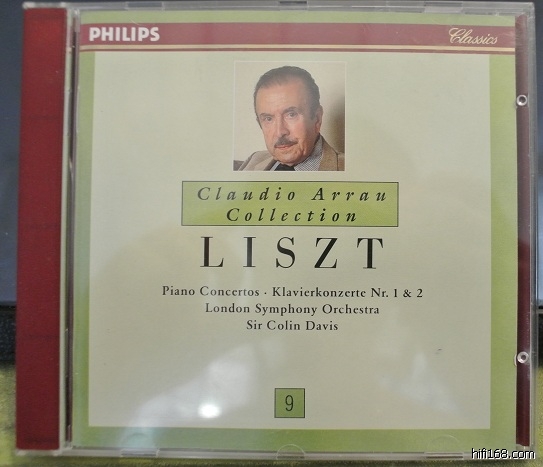 PHILIPS
Classics
Claudio Arrau
Collection
LISZT
Piano Concertos · Klavierkonzerte Nr. 1 & 2
London Symphony Orchestra
Sir Colin Davis
9
hifi168.com